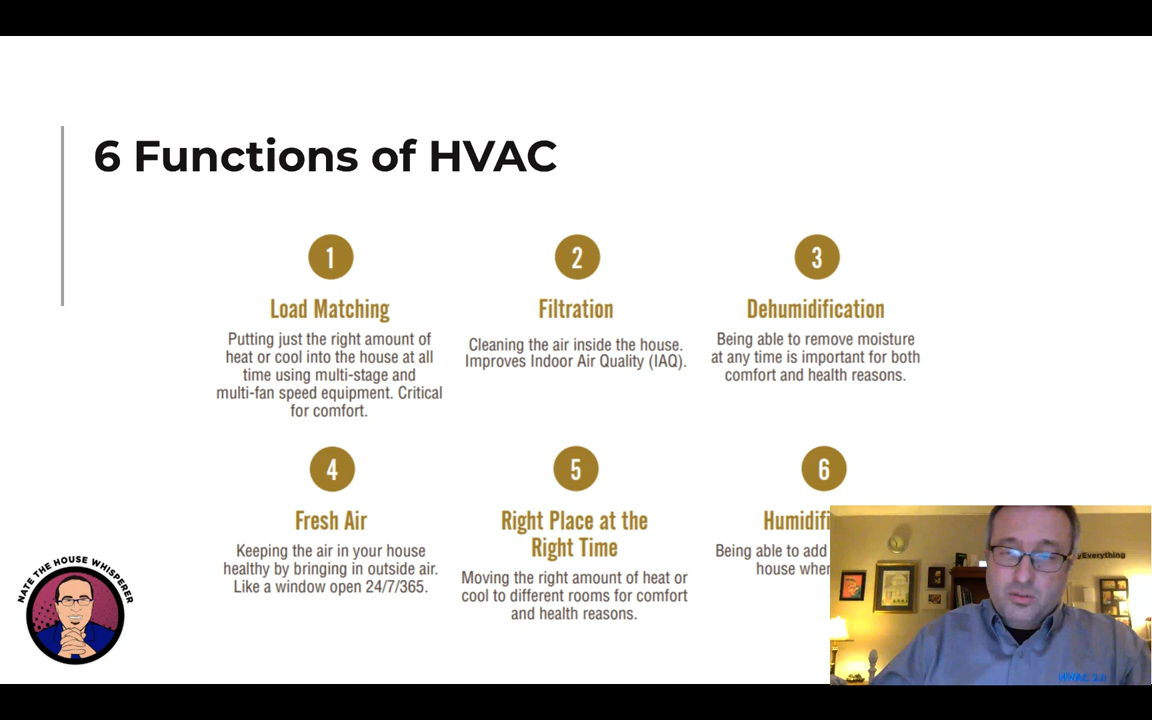 6 Functions of HVAC
1
Load Matching
Putting just the right amount of
heat or cool into the house at all
time using multi-stage and
multi-fan speed equipment. Critical
for comfort.
2
Filtration
Cleaning the air inside the house.
Improves Indoor Air Quality (IAQ).
3
Dehumidification
Being able to remove moisture
at any time is important for both
comfort and health reasons.
4
Fresh Air
Keeping the air in your house
healthy by bringing in outside air.
Like a window open 24/7/365.
5
Right Place at the
Right Time
Moving the right amount of heat or
cool to different rooms for comfort
and health reasons.
6
Humidifi
Being able to add
house wher
NATE THE HOUSE WHISPERER
#Everything
HVAC 2.0